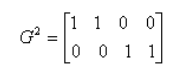 G² = [1 1 0 0
0 0 1 1]